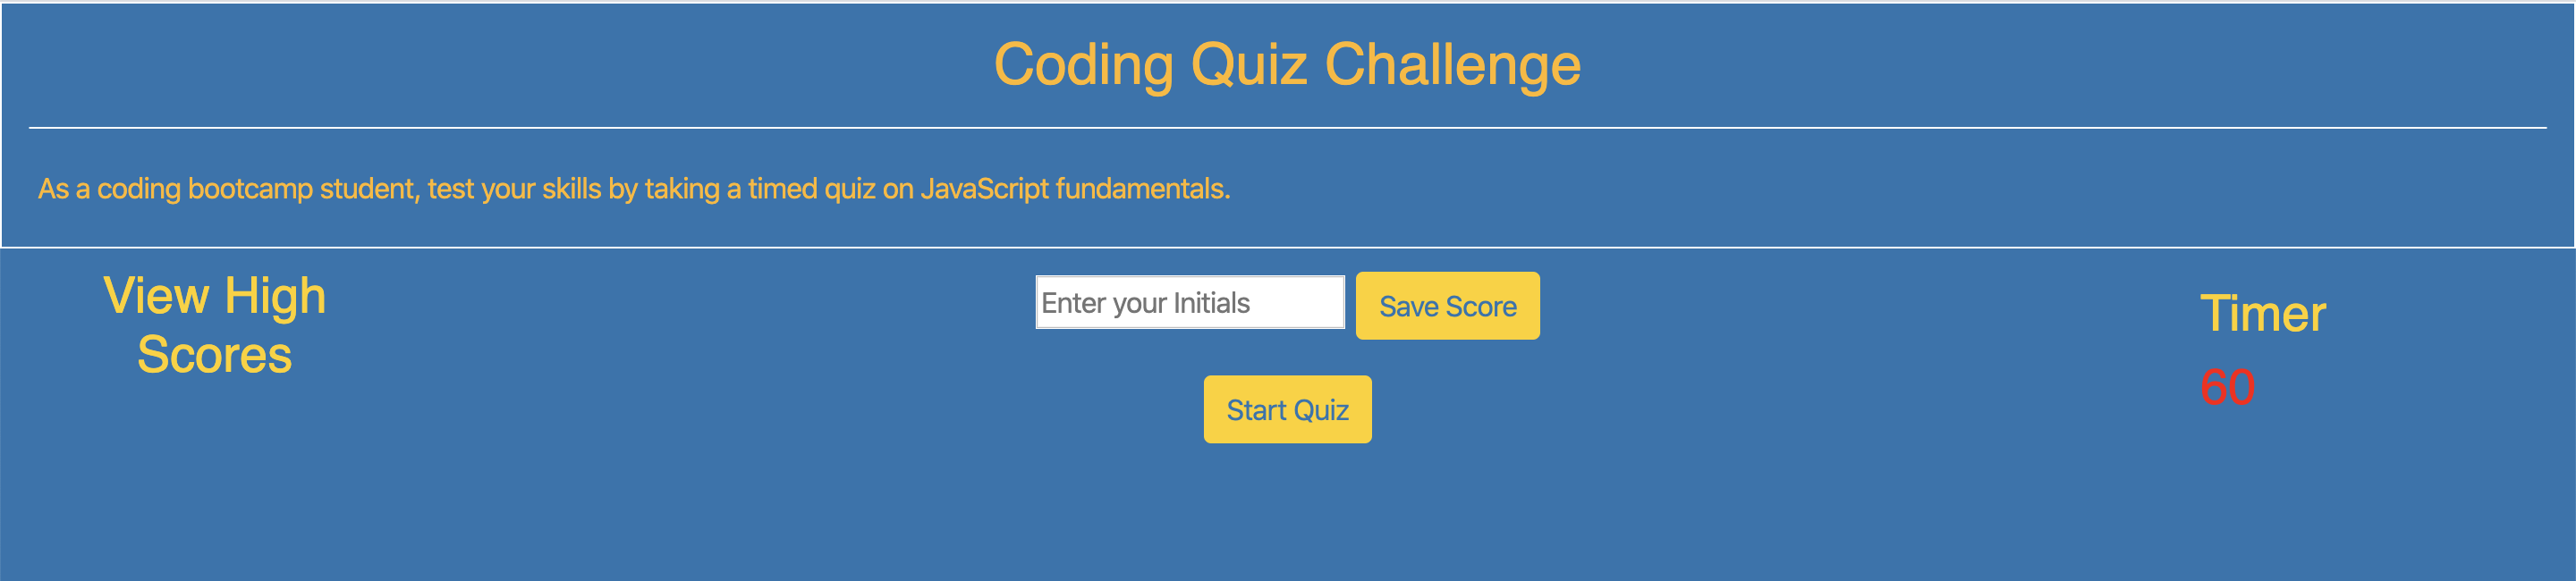 Coding Quiz Challenge
As a coding bootcamp student, test your skills by taking a timed quiz on JavaScript fundamentals.
View High
Scores
Enter your Initials
Save Score
Start Quiz
Timer
60